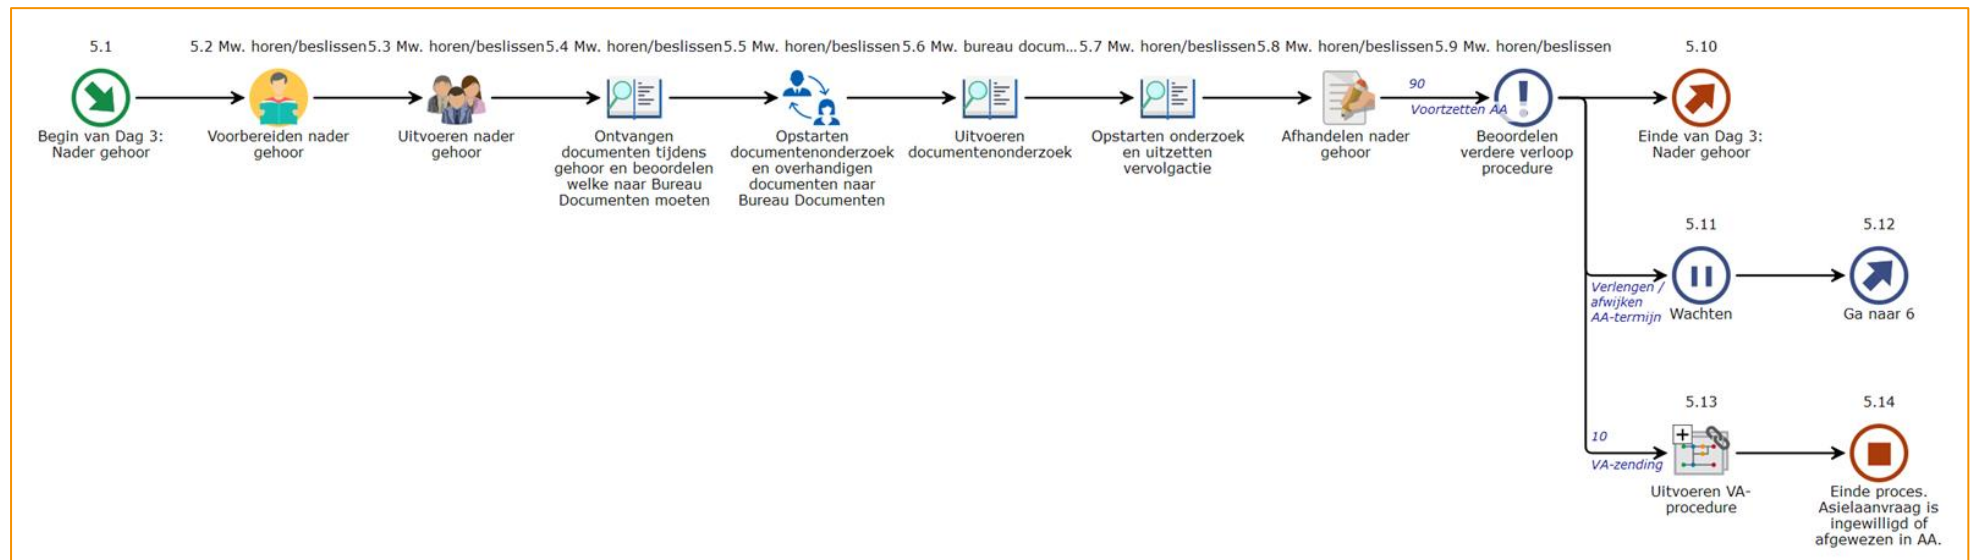 5.1
5.2 Mw. horen/beslissen
5.3 Mw. horen/beslissen
5.4 Mw. horen/beslissen
5.5 Mw. horen/beslissen
5.6 Mw. bureau docum...
5.7 Mw. horen/beslissen
5.8 Mw. horen/beslissen
5.9 Mw. horen/beslissen
5.10
Begin van Dag 3:
Nader gehoor
Voorbereiden nader
gehoor
Uitvoeren nader
gehoor
Ontvangen
documenten tijdens
gehoor en beoordelen
welke naar Bureau
Documenten moeten
Opstarten
documentenonderzoek
en overhandigen
documenten naar
Bureau Documenten
Uitvoeren
documentenonderzoek
Opstarten onderzoek
en uitzetten
vervolgactie
Afhandelen nader
gehoor
90
Voortzetten AA
Beoordelen
verdere verloop
procedure
Einde van Dag 3:
Nader gehoor
5.11
5.12
Verlengen /
afwijken
AA-termijn
Wachten
Ga naar 6
5.13
5.14
10
VA-zending
Uitvoeren VA-
procedure
Einde proces.
Asielaanvraag is
ingewilligd of
afgewezen in AA.